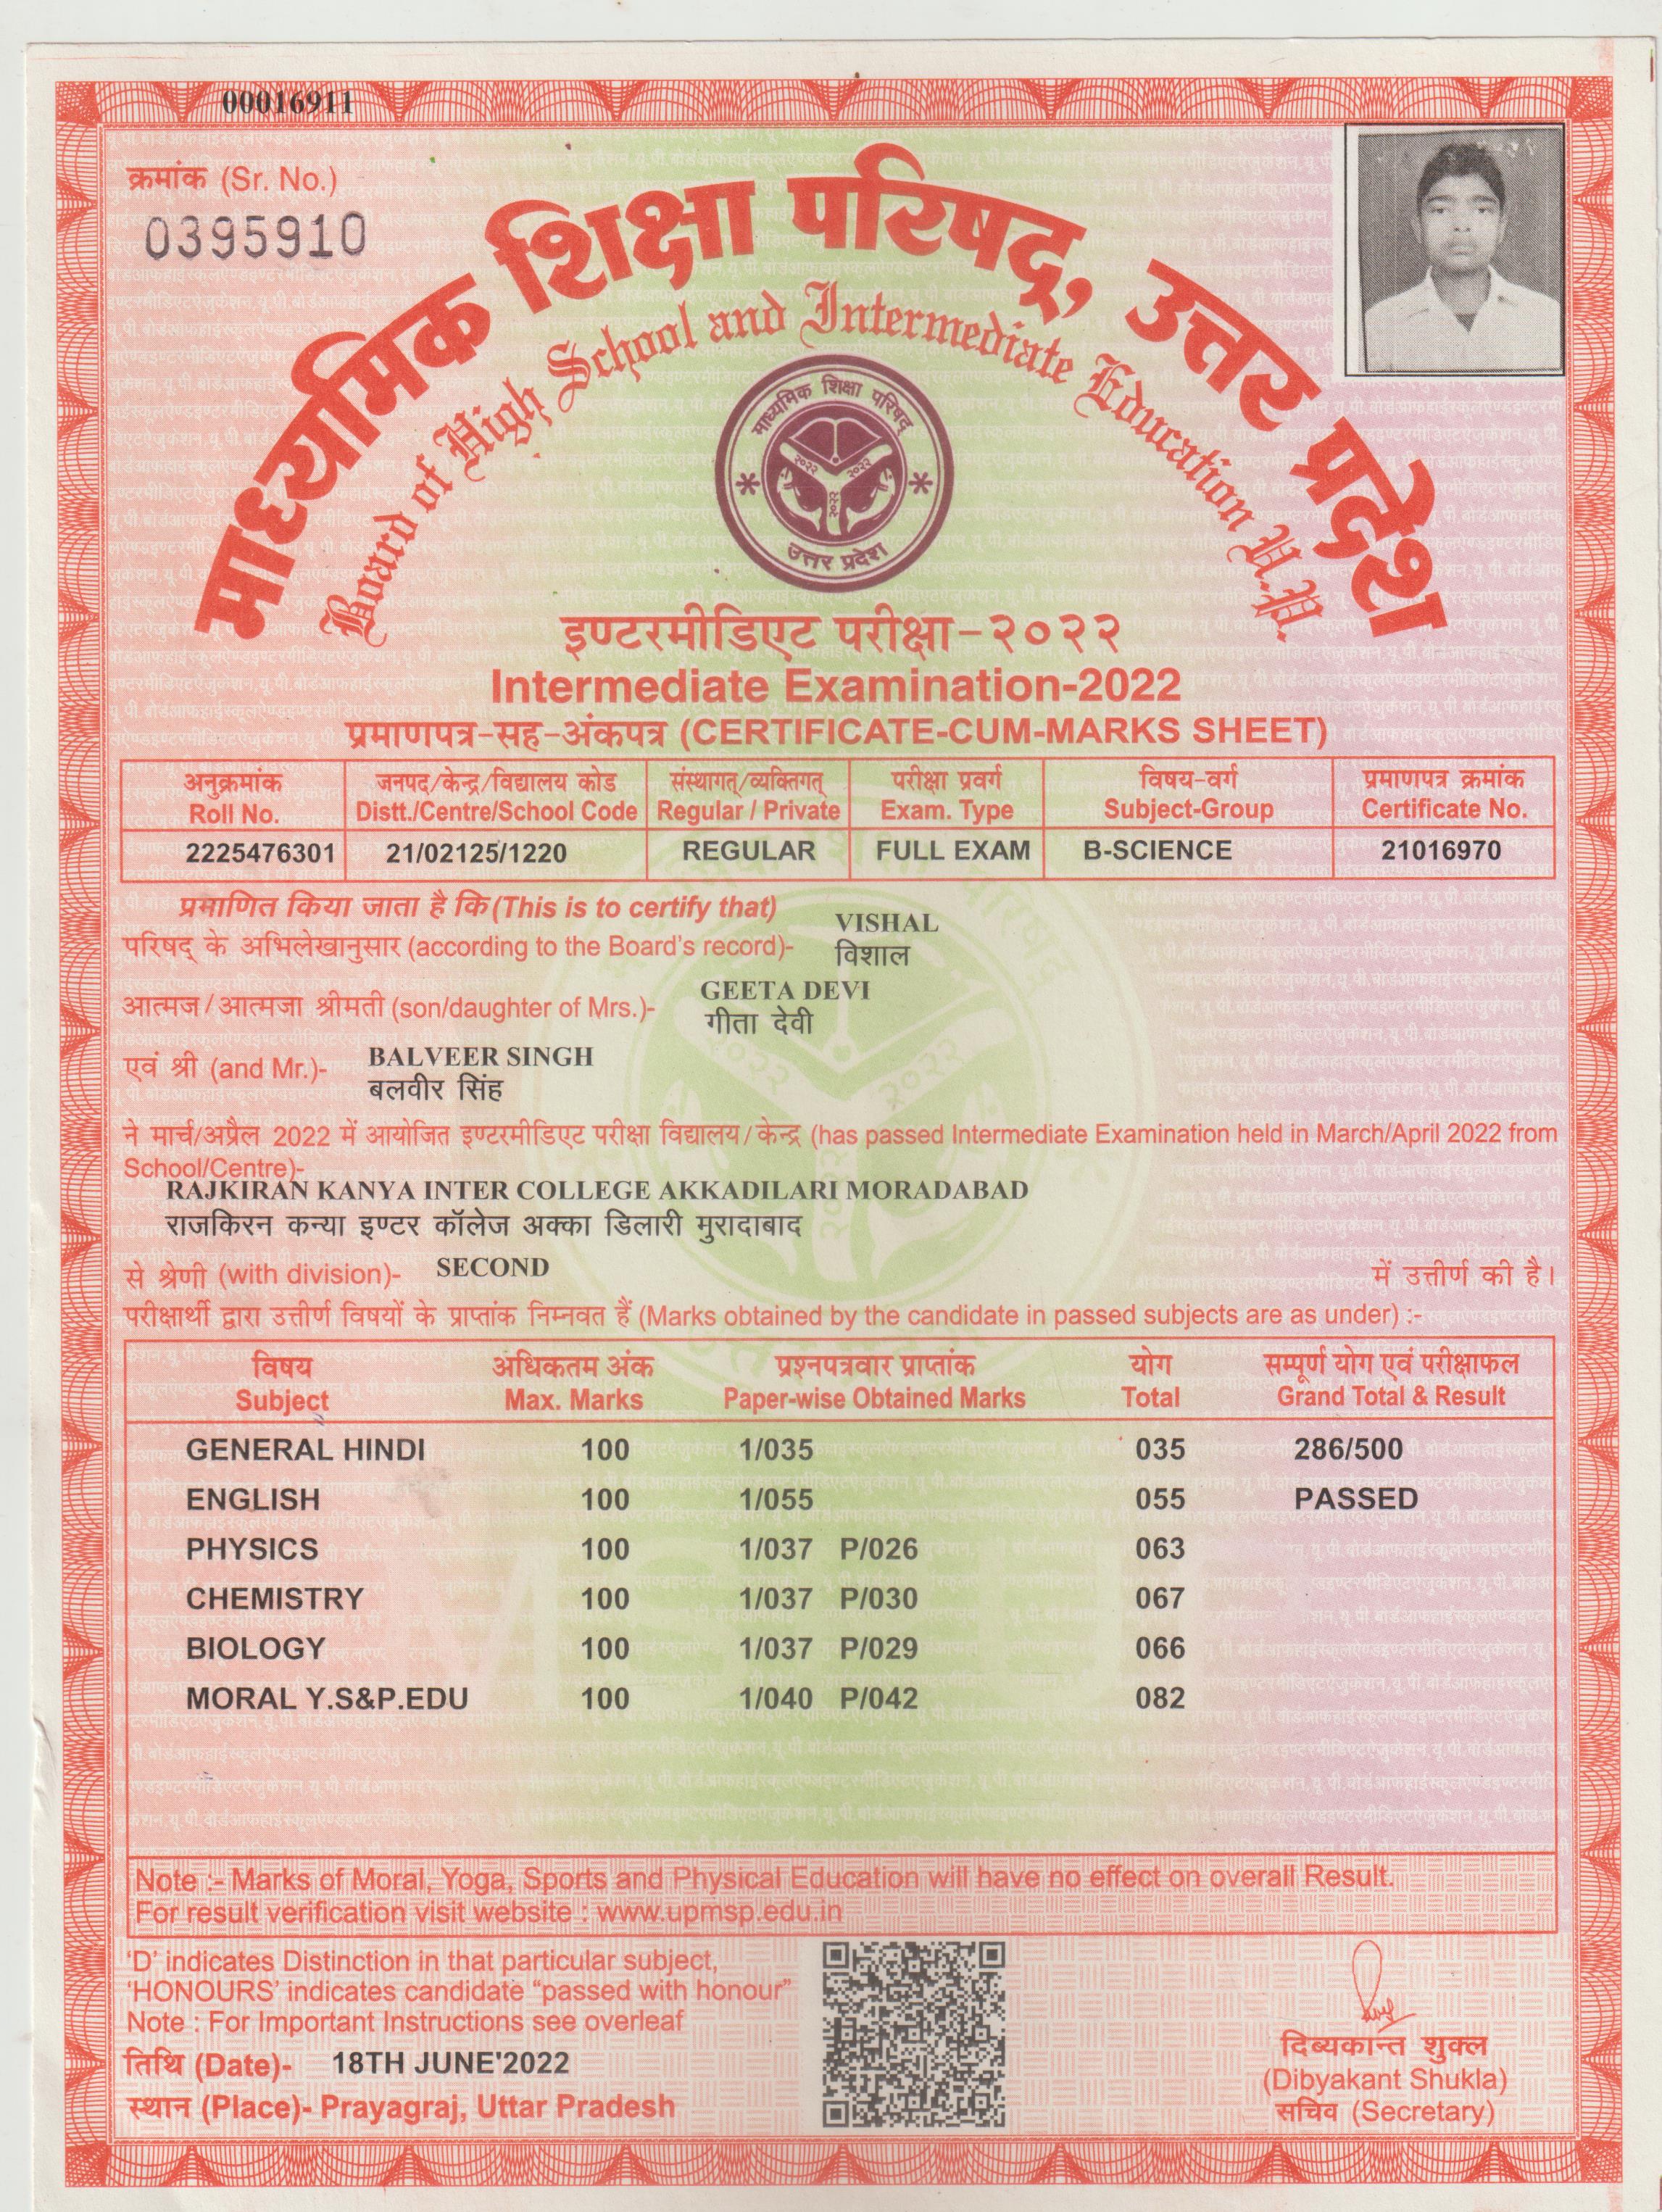 00016911
क्रमांक (Sr. No.)
0395910
माध्यमिक शिक्षा परिषद्, उत्तर प्रदेश
Board of High School and Intermediate Education U.P.
माध्यमिक शिक्षा परिषद्
२०२२ २०२२
२०२२
उत्तर प्रदेश
इण्टरमीडिएट परीक्षा-२०२२
Intermediate Examination-2022
प्रमाणपत्र-सह-अंकपत्र (CERTIFICATE-CUM-MARKS SHEET)
अनुक्रमांक जनपद/केन्द्र/विद्यालय कोड संस्थागत्/व्यक्तिगत् परीक्षा प्रवर्ग विषय-वर्ग प्रमाणपत्र क्रमांक
Roll No. Distt./Centre/School Code Regular / Private Exam. Type Subject-Group Certificate No.
2225476301 21/02125/1220 REGULAR FULL EXAM B-SCIENCE 21016970
प्रमाणित किया जाता है कि (This is to certify that)
VISHAL
परिषद् के अभिलेखानुसार (according to the Board's record)- विशाल
GEETA DEVI
आत्मज/आत्मजा श्रीमती (son/daughter of Mrs.)- गीता देवी
BALVEER SINGH
एवं श्री (and Mr.)- बलवीर सिंह
ने मार्च/अप्रैल 2022 में आयोजित इण्टरमीडिएट परीक्षा विद्यालय/केन्द्र (has passed Intermediate Examination held in March/April 2022 from
School/Centre)-
RAJKIRAN KANYA INTER COLLEGE AKKADILARI MORADABAD
राजकिरन कन्या इण्टर कॉलेज अक्का डिलारी मुरादाबाद
से श्रेणी (with division)- SECOND में उत्तीर्ण की है।
परीक्षार्थी द्वारा उत्तीर्ण विषयों के प्राप्तांक निम्नवत हैं (Marks obtained by the candidate in passed subjects are as under) :-
विषय अधिकतम अंक प्रश्नपत्रवार प्राप्तांक योग सम्पूर्ण योग एवं परीक्षाफल
Subject Max. Marks Paper-wise Obtained Marks Total Grand Total & Result
GENERAL HINDI 100 1/035 035 286/500
ENGLISH 100 1/055 055 PASSED
PHYSICS 100 1/037 P/026 063
CHEMISTRY 100 1/037 P/030 067
BIOLOGY 100 1/037 P/029 066
MORAL Y.S&P.EDU 100 1/040 P/042 082
Note :- Marks of Moral, Yoga, Sports and Physical Education will have no effect on overall Result.
For result verification visit website : www.upmsp.edu.in
'D' indicates Distinction in that particular subject,
'HONOURS' indicates candidate "passed with honour"
Note : For Important Instructions see overleaf
तिथि (Date)- 18TH JUNE'2022
स्थान (Place)- Prayagraj, Uttar Pradesh
दिब्यकान्त शुक्ल
(Dibyakant Shukla)
सचिव (Secretary)